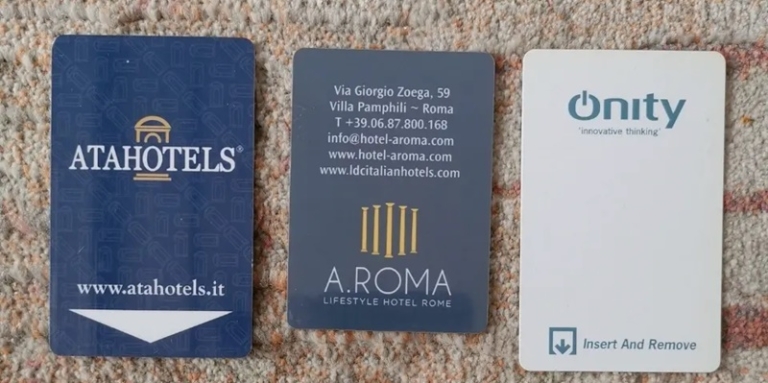 ATAHOTELS®
www.atahotels.it
Via Giorgio Zoega, 59
Villa Pamphili ~ Roma
T +39.06.87.800.168
info@hotel-aroma.com
www.hotel-aroma.com
www.ldcitalianhotels.com
A.ROMA
LIFESTYLE HOTEL ROME
Onity
"innovative thinking"
Insert And Remove